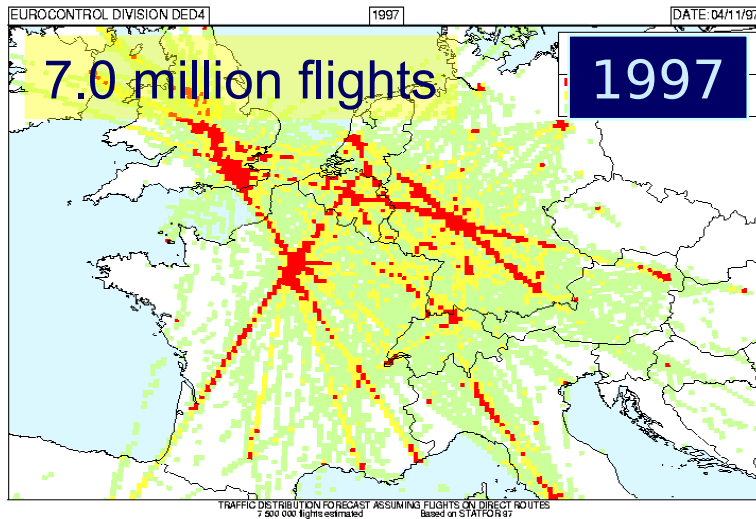 EUROCONTROL DIVISION DED4
1997
DATE: 04/11/97
7.0 million flights
1997
TRAFFIC DISTRIBUTION FORECAST ASSUMING FLIGHTS ON DIRECT ROUTES
7 500 000 flights estimated Based on STATFOR 97